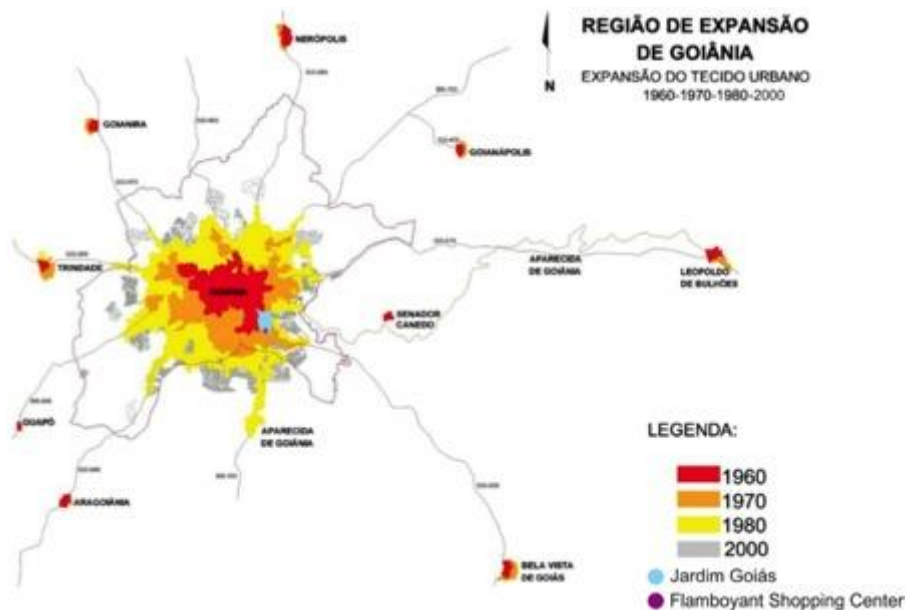 REGIÃO DE EXPANSÃO
DE GOIÂNIA
EXPANSÃO DO TECIDO URBANO
1960-1970-1980-2000
N
NERÓPOLIS
GOIANIRA
GOIANÁPOLIS
TRINDADE
APARECIDA
DE GOIÂNIA
LEOPOLDO
DE BULHÕES
SENADOR
CANEDO
GUAPÓ
APARECIDA
DE GOIÂNIA
ARAGOIÂNIA
BELA VISTA
DE GOIÁS
LEGENDA:
1960
1970
1980
2000
Jardim Goiás
Flamboyant Shopping Center